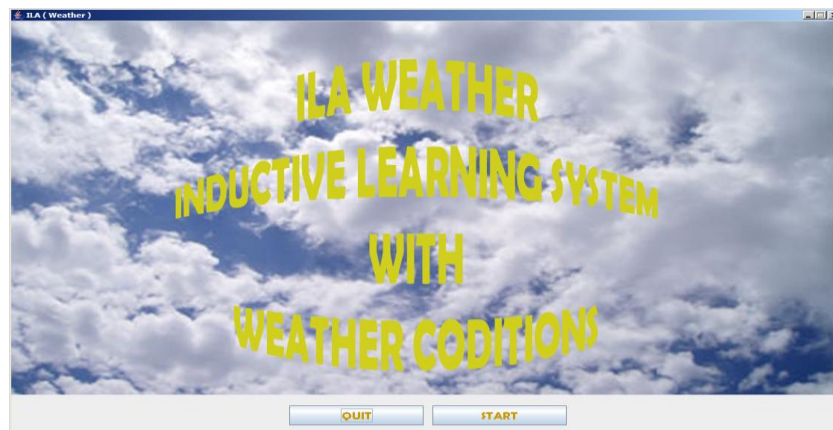 ILA ( Weather )
ILA WEATHER
INDUCTIVE LEARNING SYSTEM
WITH
WEATHER CODITIONS
QUIT START